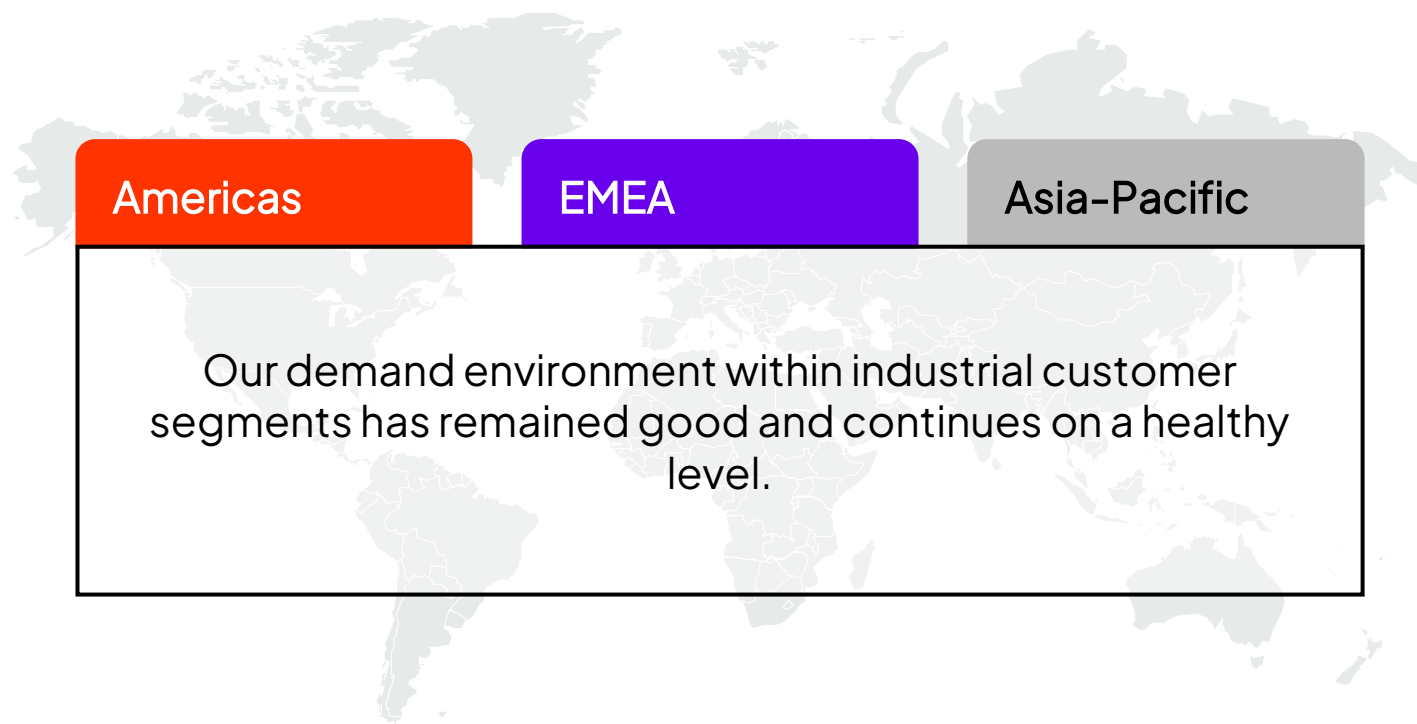 Americas
EMEA
Asia-Pacific
Our demand environment within industrial customer
segments has remained good and continues on a healthy
level.